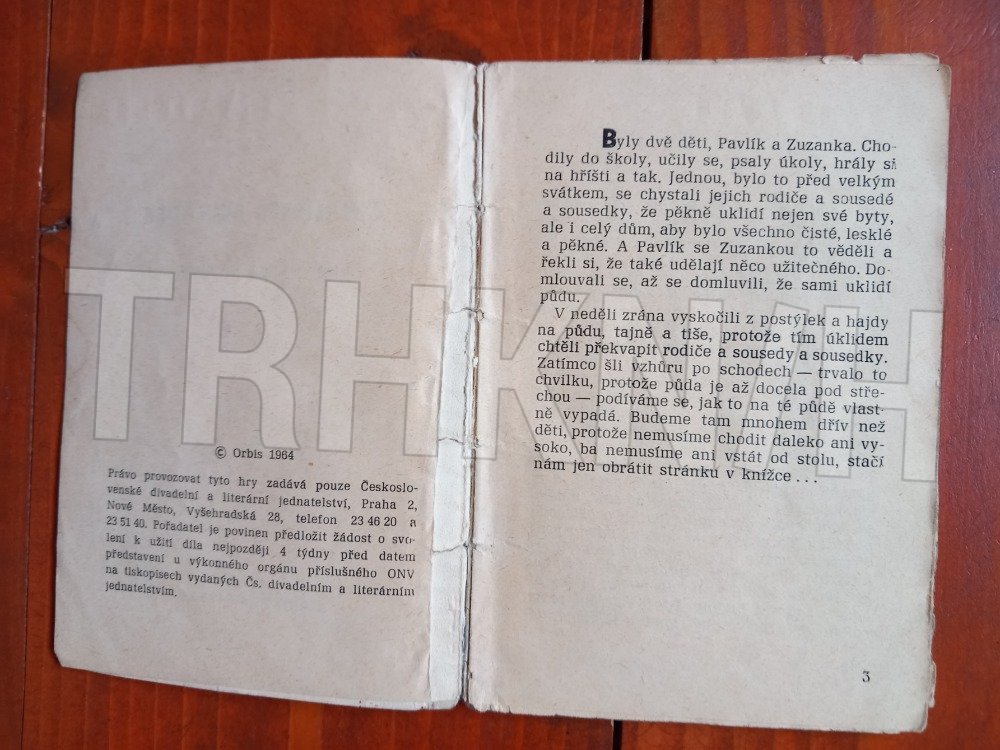 © Orbis 1964
Právo provozovat tyto hry zadává pouze Českoslo-
venské divadelní a literární jednatelství, Praha 2,
Nové Město, Vyšehradská 28, telefon 23 46 20 a
23 51 40. Pořadatel je povinen předložit žádost o svo-
lení k užití díla nejpozději 4 týdny před datem
představení u výkonného orgánu příslušného ONV
na tiskopisech vydaných Čs. divadelním a literárním
jednatelstvím.
Byly dvě děti, Pavlík a Zuzanka. Cho-
dily do školy, učily se, psaly úkoly, hrály si
na hřišti a tak. Jednou, bylo to před velkým
svátkem, se chystali jejich rodiče a sousedé
a sousedky, že pěkně uklidí nejen své byty,
ale i celý dům, aby bylo všechno čisté, lesklé
a pěkné. A Pavlík se Zuzankou to věděli a
řekli si, že také udělají něco užitečného. Do-
mlouvali se, až se domluvili, že sami uklidí
půdu.
V neděli zrána vyskočili z postýlek a hajdy
na půdu, tajně a tiše, protože tím úklidem
chtěli překvapit rodiče a sousedy a sousedky.
Zatímco šli vzhůru po schodech — trvalo to
chvilku, protože půda je až docela pod stře-
chou — podíváme se, jak to na té půdě vlast-
ně vypadá. Budeme tam mnohem dřív než
děti, protože nemusíme chodit daleko ani vy-
soko, ba nemusíme ani vstát od stolu, stačí
nám jen obrátit stránku v knížce ...
3
TRHKNIH